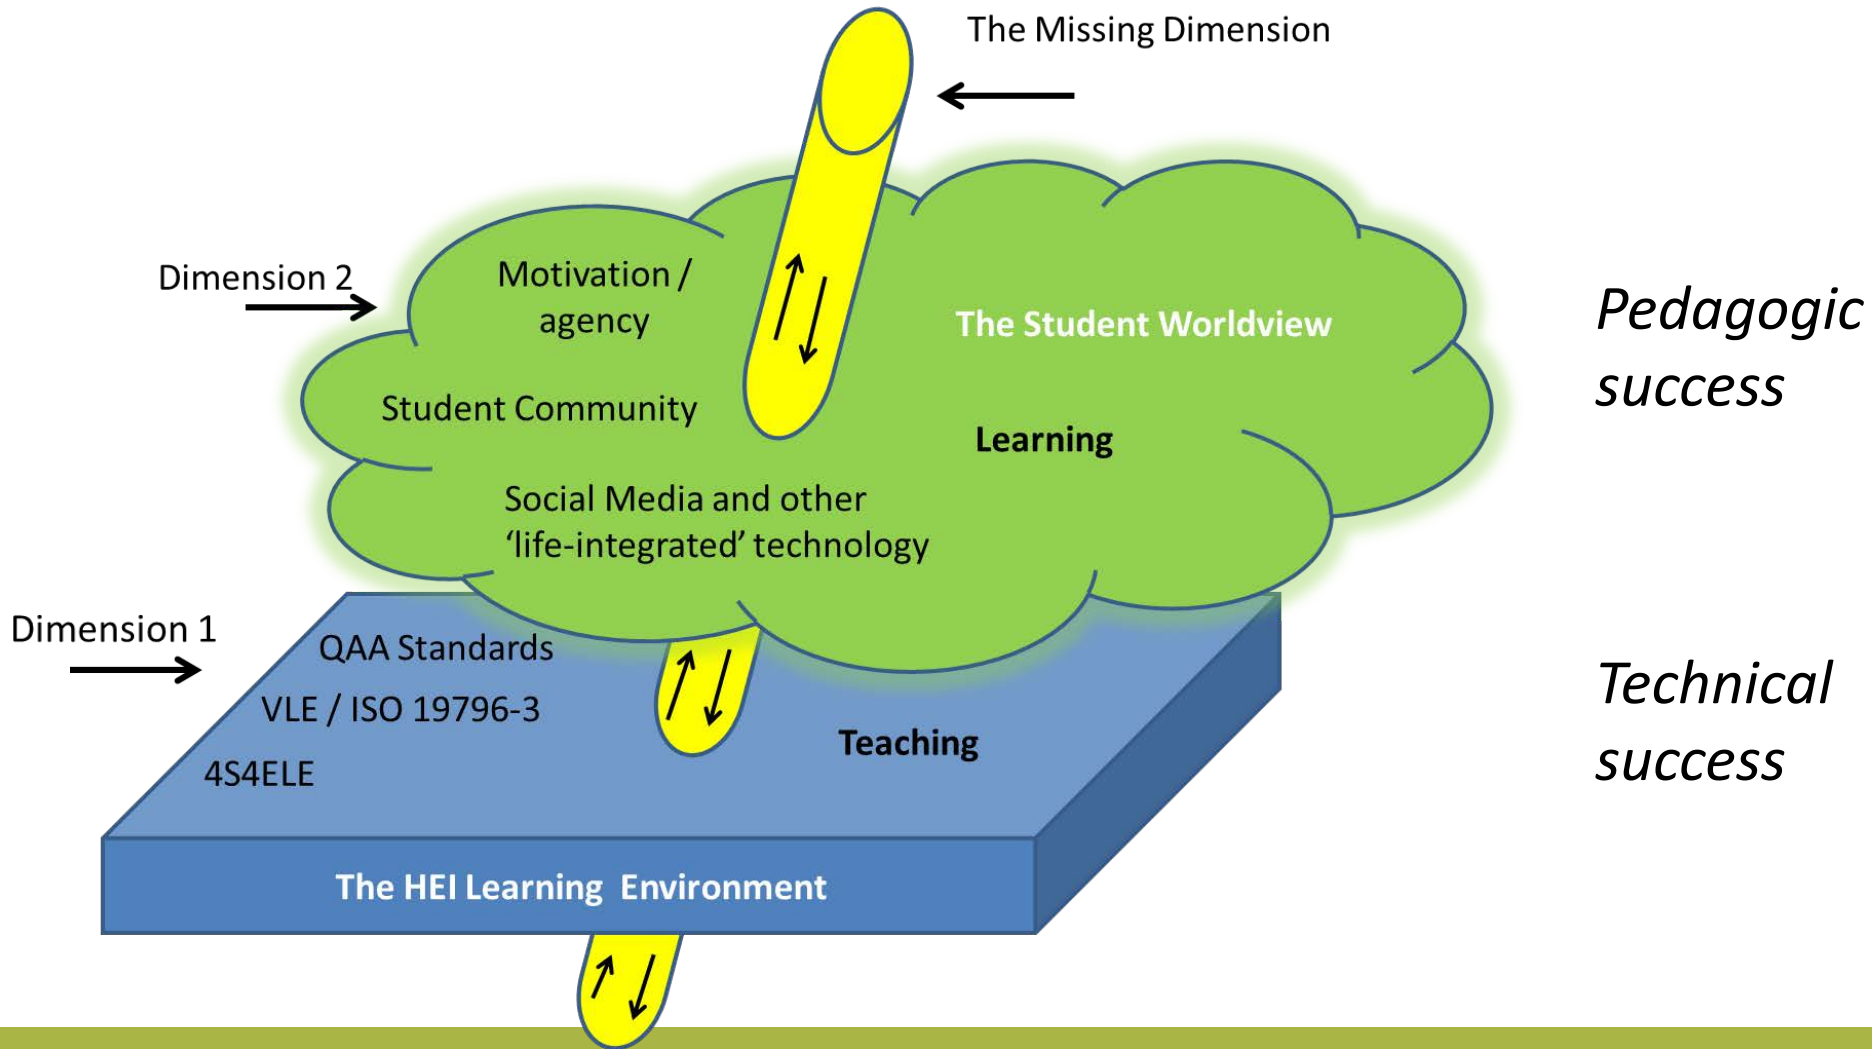 The Missing Dimension
Dimension 2
Motivation /
agency
The Student Worldview
Pedagogic
success
Student Community
Learning
Social Media and other
‘life-integrated’ technology
Dimension 1
QAA Standards
VLE / ISO 19796-3
4S4ELE
Teaching
Technical
success
The HEI Learning  Environment